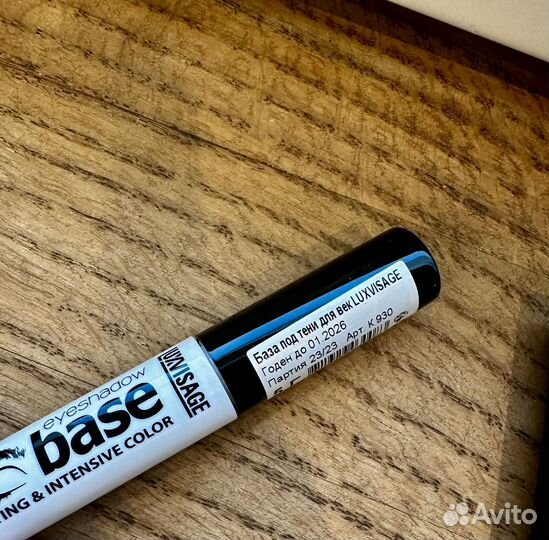 База под тени для век LUXVISAGE
Годен до 01.2026
Партия 23/23 Арт. К 930
LUXVISAGE
eyeshadow
base
TING & INTENSIVE COLOR
Avito